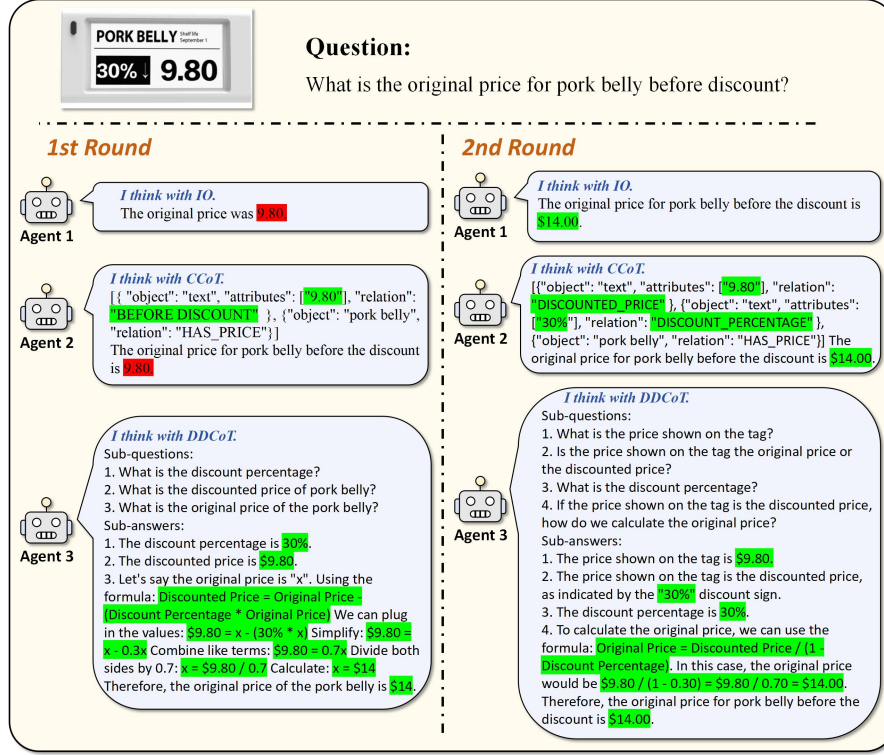 PORK BELLY Shelf life
September 1
30%↓ 9.80
Question:
What is the original price for pork belly before discount?
1st Round
I think with IO.
The original price was 9.80.
Agent 1
I think with CCoT.
[{ "object": "text", "attributes": ["9.80"], "relation":
"BEFORE DISCOUNT" }, {"object": "pork belly",
"relation": "HAS_PRICE"}]
The original price for pork belly before the discount
is 9.80.
Agent 2
I think with DDCoT.
Sub-questions:
1. What is the discount percentage?
2. What is the discounted price of pork belly?
3. What is the original price of the pork belly?
Sub-answers:
1. The discount percentage is 30%.
2. The discounted price is $9.80.
3. Let's say the original price is "x". Using the
formula: Discounted Price = Original Price -
(Discount Percentage * Original Price) We can plug
in the values: $9.80 = x - (30% * x) Simplify: $9.80 =
x - 0.3x Combine like terms: $9.80 = 0.7x Divide both
sides by 0.7: x = $9.80 / 0.7 Calculate: x = $14
Therefore, the original price of the pork belly is $14.
Agent 3
2nd Round
I think with IO.
The original price for pork belly before the discount is
$14.00.
Agent 1
I think with CCoT.
[{"object": "text", "attributes": ["9.80"], "relation":
"DISCOUNTED_PRICE" }, {"object": "text", "attributes":
["30%"], "relation": "DISCOUNT_PERCENTAGE" },
{"object": "pork belly", "relation": "HAS_PRICE"}] The
original price for pork belly before the discount is $14.00.
Agent 2
I think with DDCoT.
Sub-questions:
1. What is the price shown on the tag?
2. Is the price shown on the tag the original price or
the discounted price?
3. What is the discount percentage?
4. If the price shown on the tag is the discounted price,
how do we calculate the original price?
Sub-answers:
1. The price shown on the tag is $9.80.
2. The price shown on the tag is the discounted price,
as indicated by the "30%" discount sign.
3. The discount percentage is 30%.
4. To calculate the original price, we can use the
formula: Original Price = Discounted Price / (1 -
Discount Percentage). In this case, the original price
would be $9.80 / (1 - 0.30) = $9.80 / 0.70 = $14.00.
Therefore, the original price for pork belly before the
discount is $14.00.
Agent 3